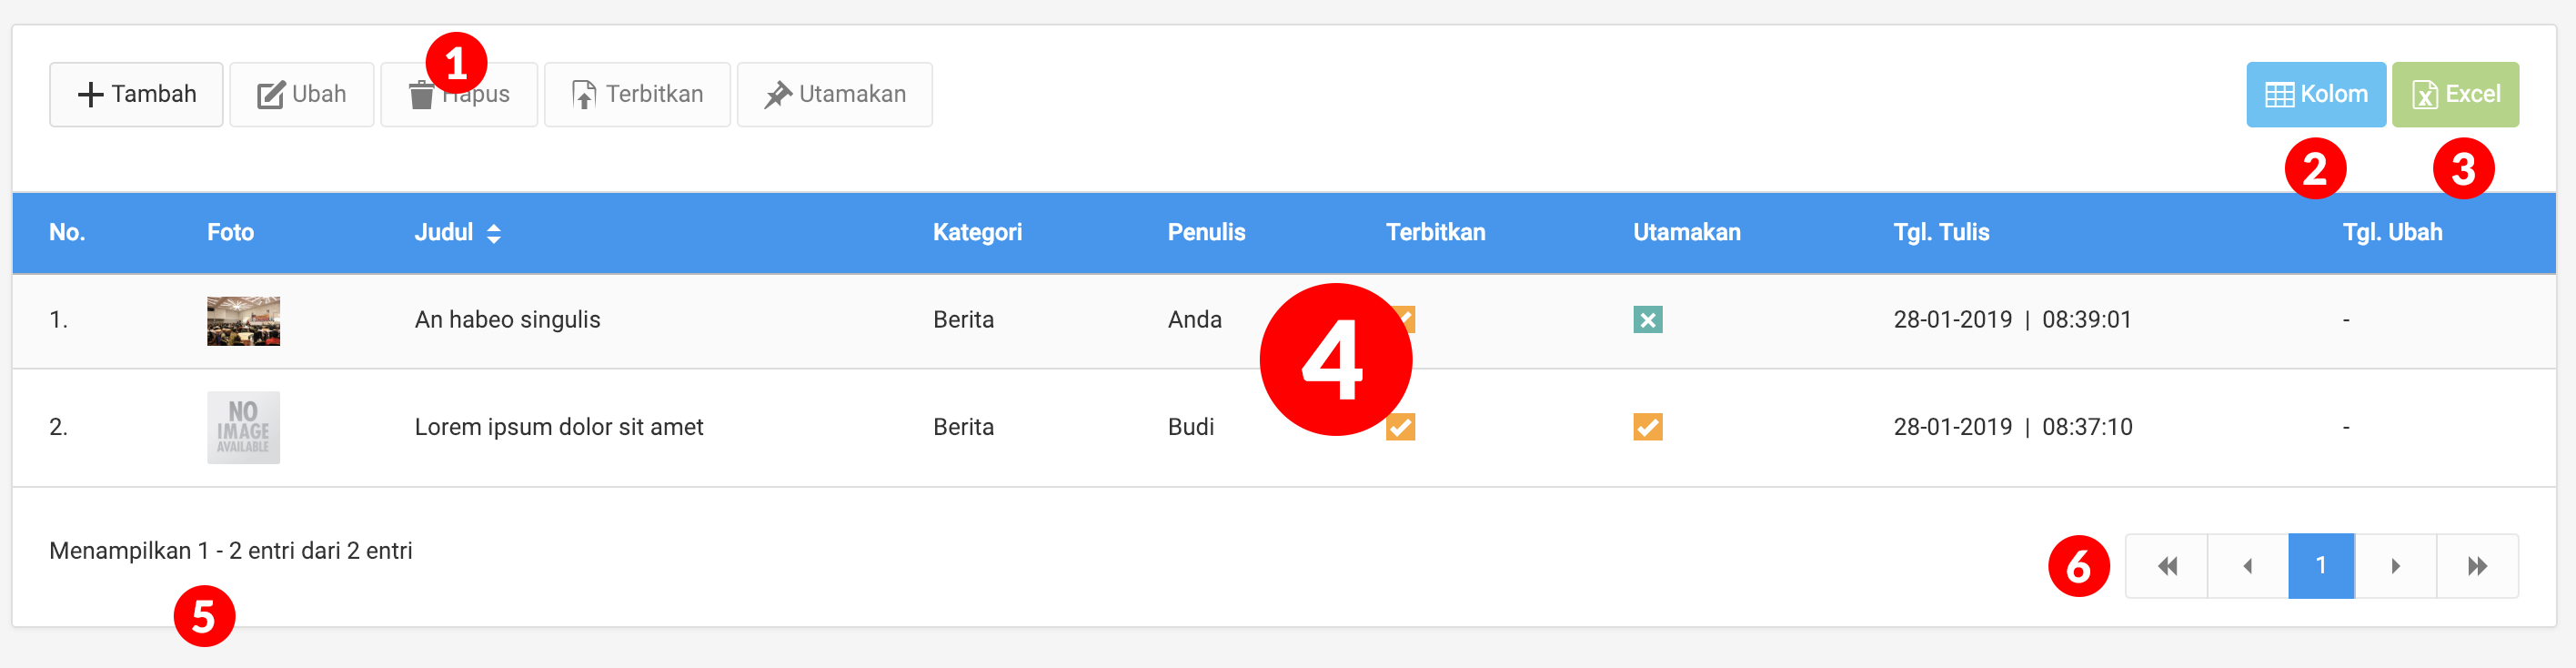 1
Tambah Ubah Hapus Terbitkan Utamakan Kolom Excel
2 3
No. Foto Judul Kategori Penulis Terbitkan Utamakan Tgl. Tulis Tgl. Ubah
1. An habeo singulis Berita Anda 28-01-2019 | 08:39:01 -
4
2. NO IMAGE AVAILABLE Lorem ipsum dolor sit amet Berita Budi 28-01-2019 | 08:37:10 -
Menampilkan 1 - 2 entri dari 2 entri
6 1
5